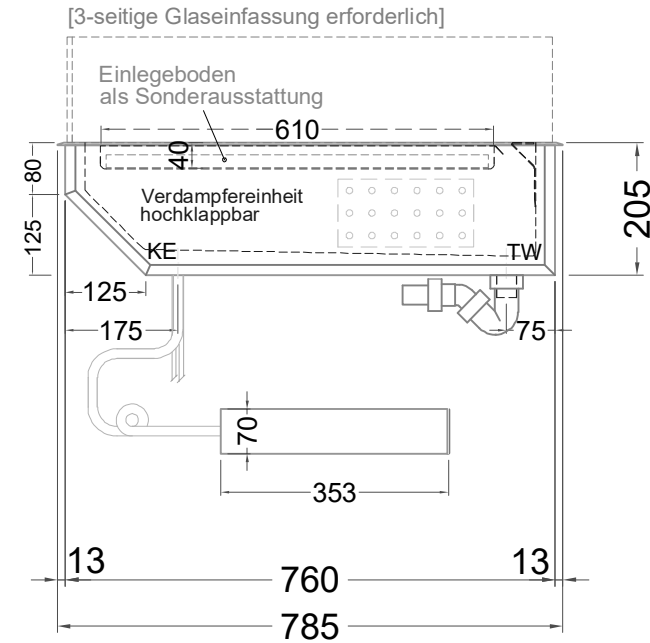 [3-seitige Glaseinfassung erforderlich]
Einlegeboden
als Sonderausstattung
610
40
80
Verdampfereinheit
hochklappbar
205
125
KE
TW
125
175
75
70
353
13
760
13
785